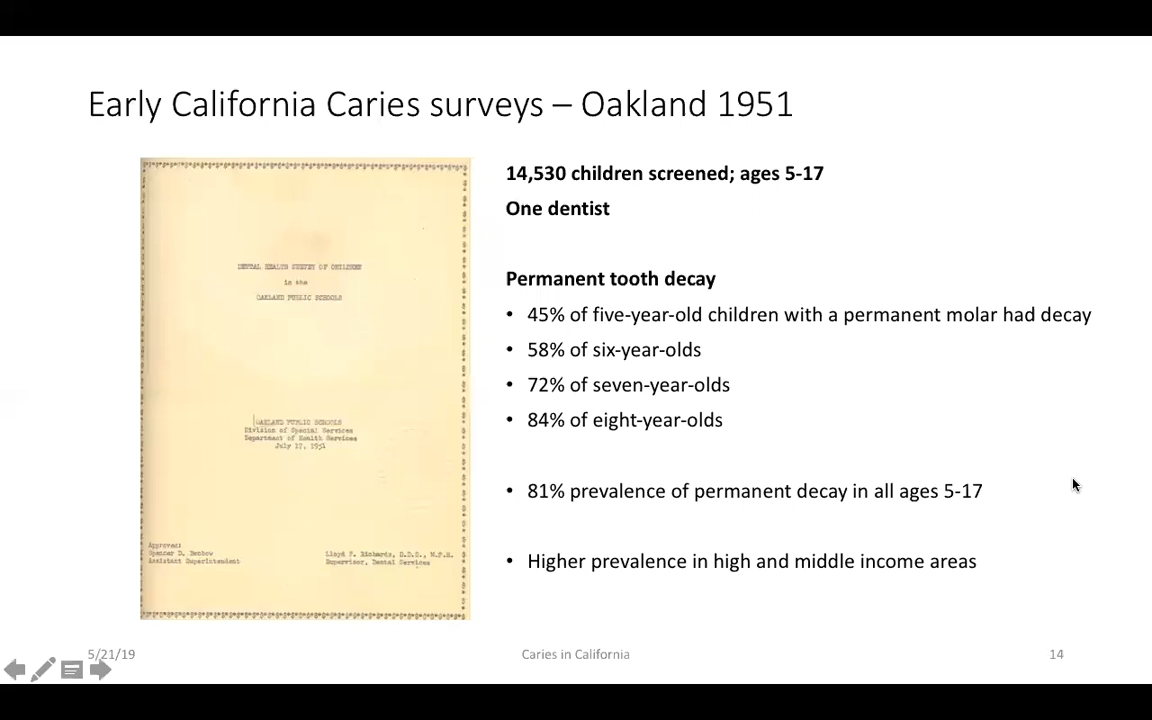 Early California Caries surveys – Oakland 1951
DENTAL HEALTH SURVEY OF CHILDREN
in the
OAKLAND PUBLIC SCHOOLS
OAKLAND PUBLIC SCHOOLS
Division of Special Services
Department of Health Services
July 17, 1951
Approved:
Spencer D. Benbow
Assistant Superintendent
Lloyd F. Richards, D.D.S., M.P.H.
Supervisor, Dental Services
14,530 children screened; ages 5-17
One dentist
Permanent tooth decay
• 45% of five-year-old children with a permanent molar had decay
• 58% of six-year-olds
• 72% of seven-year-olds
• 84% of eight-year-olds
• 81% prevalence of permanent decay in all ages 5-17
• Higher prevalence in high and middle income areas
5/21/19
Caries in California
14